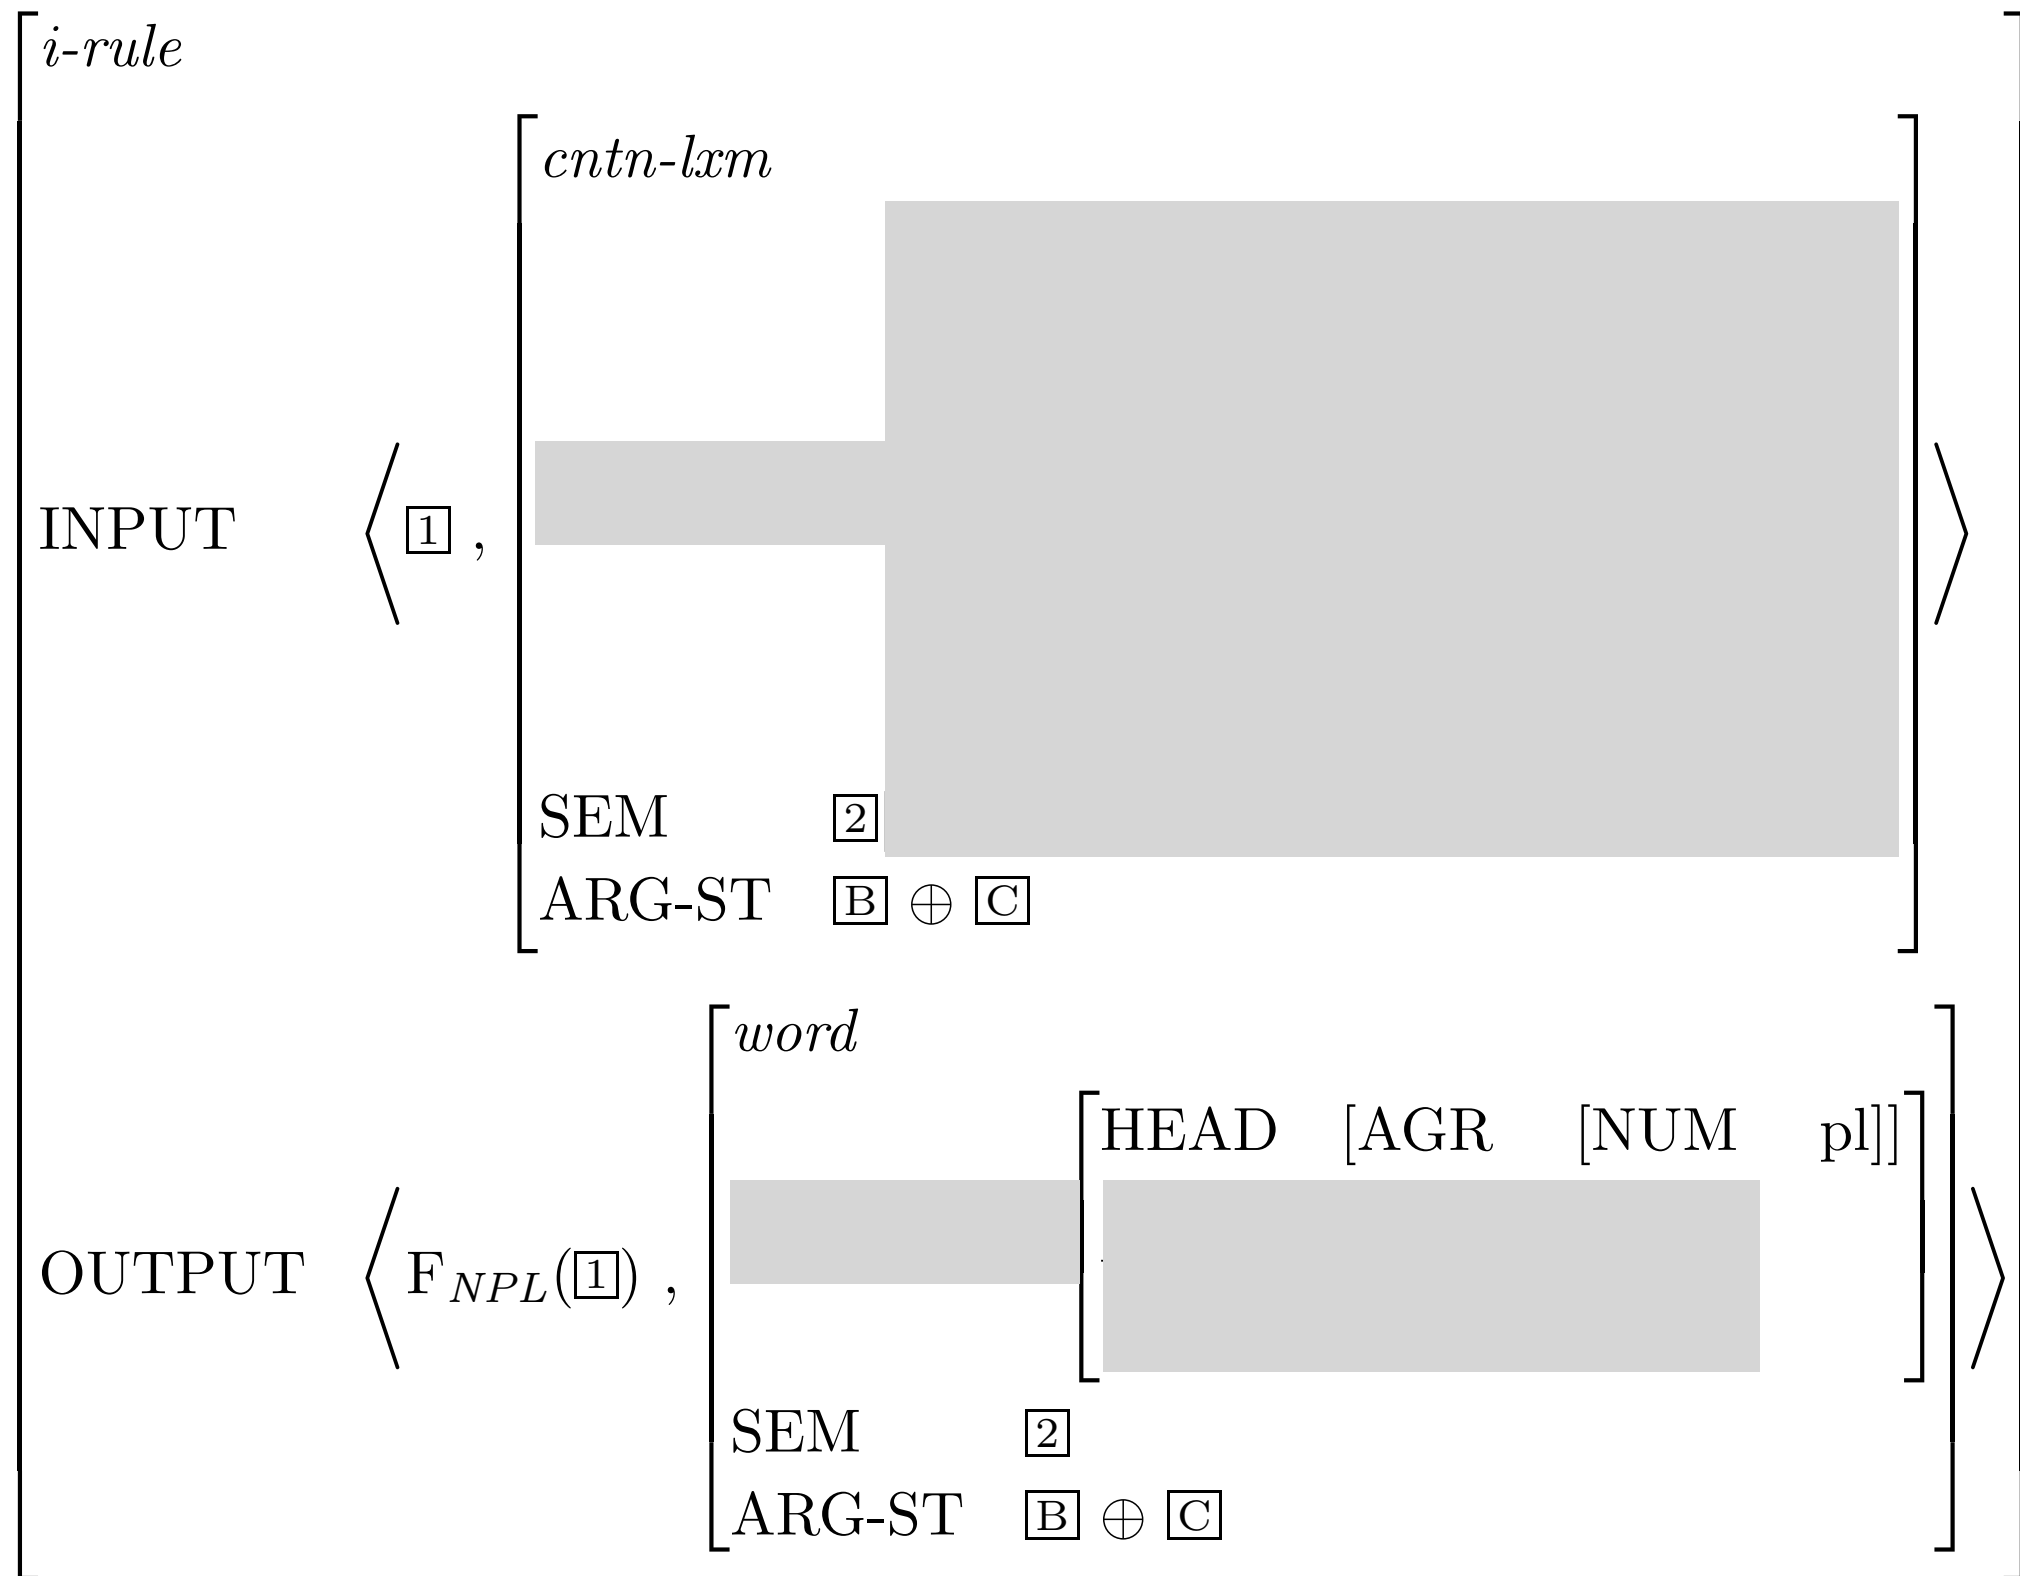 i-rule
cntn-lxm
INPUT ⟨ 1 ,
SEM 2
ARG-ST B ⊕ C
word
HEAD [AGR [NUM pl]]
OUTPUT ⟨ F_NPL(1) ,
SEM 2
ARG-ST B ⊕ C